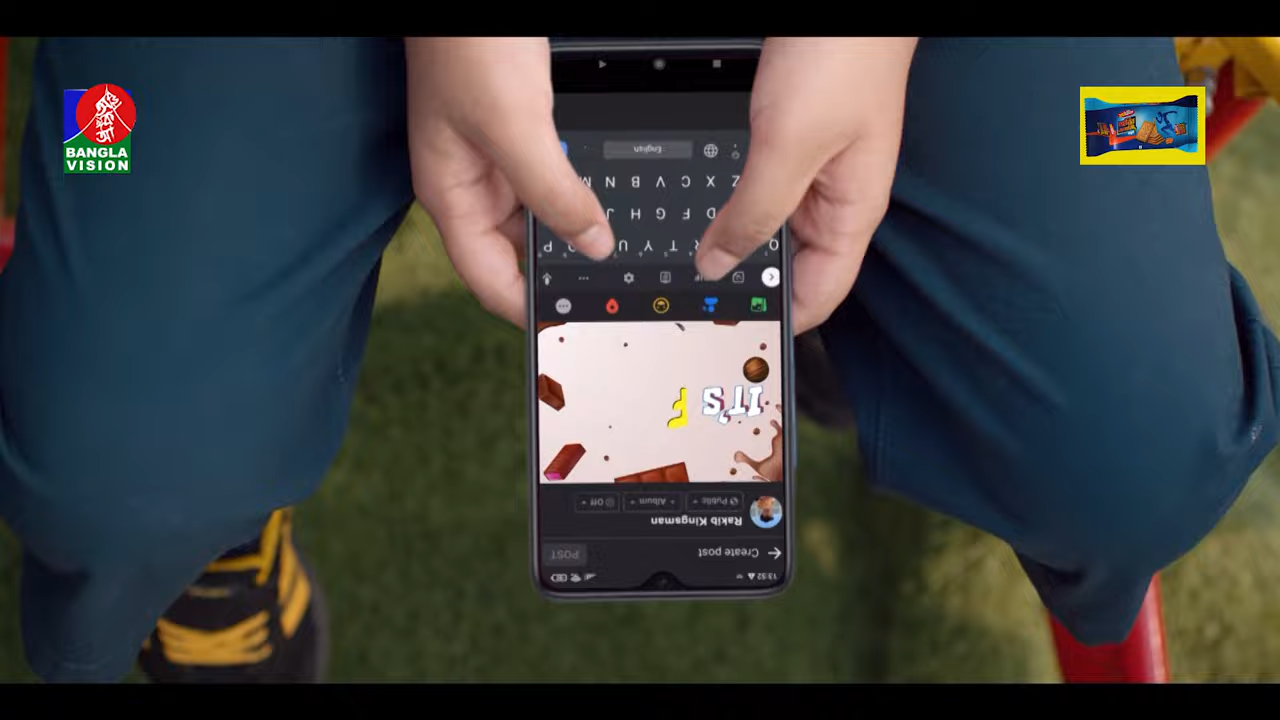 BANGLA
VISION
13:52
Create post
POST
Rakib Kingsman
Public
Album
Off
IT'S F
Q R T Y U O P
D F G H J
Z X C V B N M
English